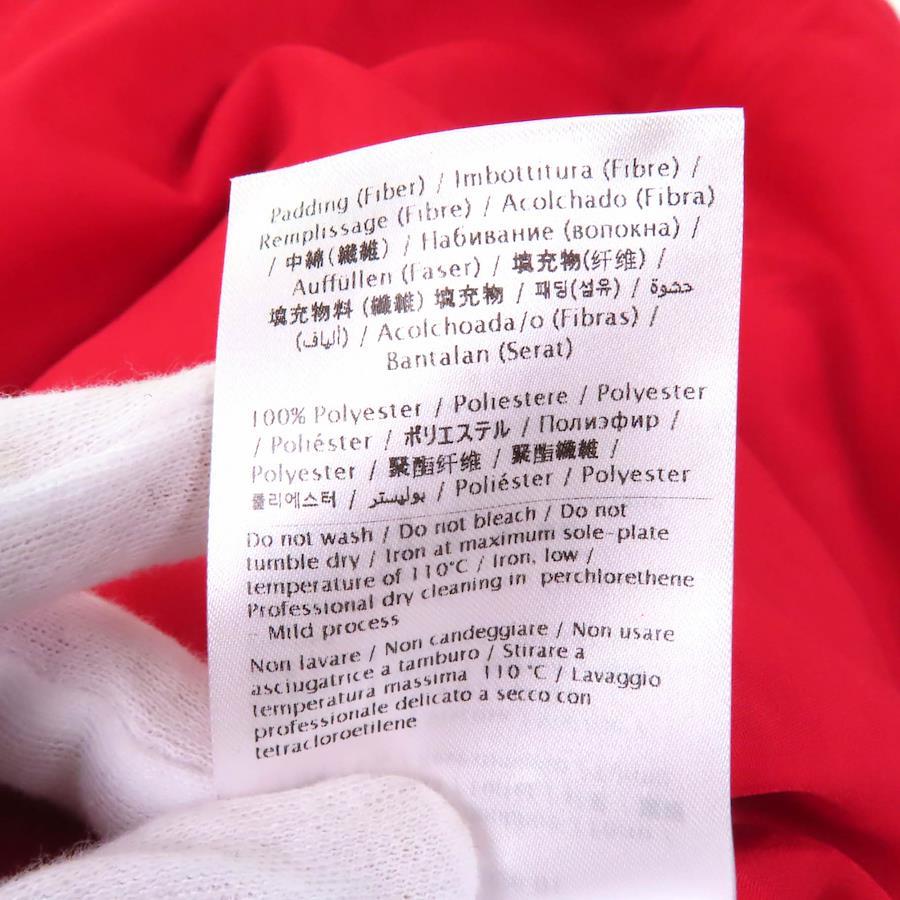 Padding (Fiber) / Imbottitura (Fibre) /
Remplissage (Fibre) / Acolchado (Fibra)
/ 中綿(繊維) / Набивание (волокна) /
Auffüllen (Faser) / 填充物(纤维) /
填充物料 (纖維) 填充物 / 패딩(섬유) / حشوة
(ألياف) / Acolchoada/o (Fibras) /
Bantalan (Serat)
100% Polyester / Poliestere / Polyester
/ Poliéster / ポリエステル / Полиэфир /
Polyester / 聚酯纤维 / 聚酯纖維 /
폴리에스터 / بوليستر / Poliéster / Polyester
Do not wash / Do not bleach / Do not
tumble dry / Iron at maximum sole-plate
temperature of 110°C / Iron, low /
Professional dry cleaning in perchlorethene
- Mild process
Non lavare / Non candeggiare / Non usare
asciugatrice a tamburo / Stirare a
temperatura massima 110 °C / Lavaggio
professionale delicato a secco con
tetracloroetilene